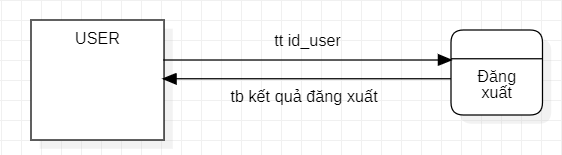 USER
tt id_user
Đăng
xuất
tb kết quả đăng xuất